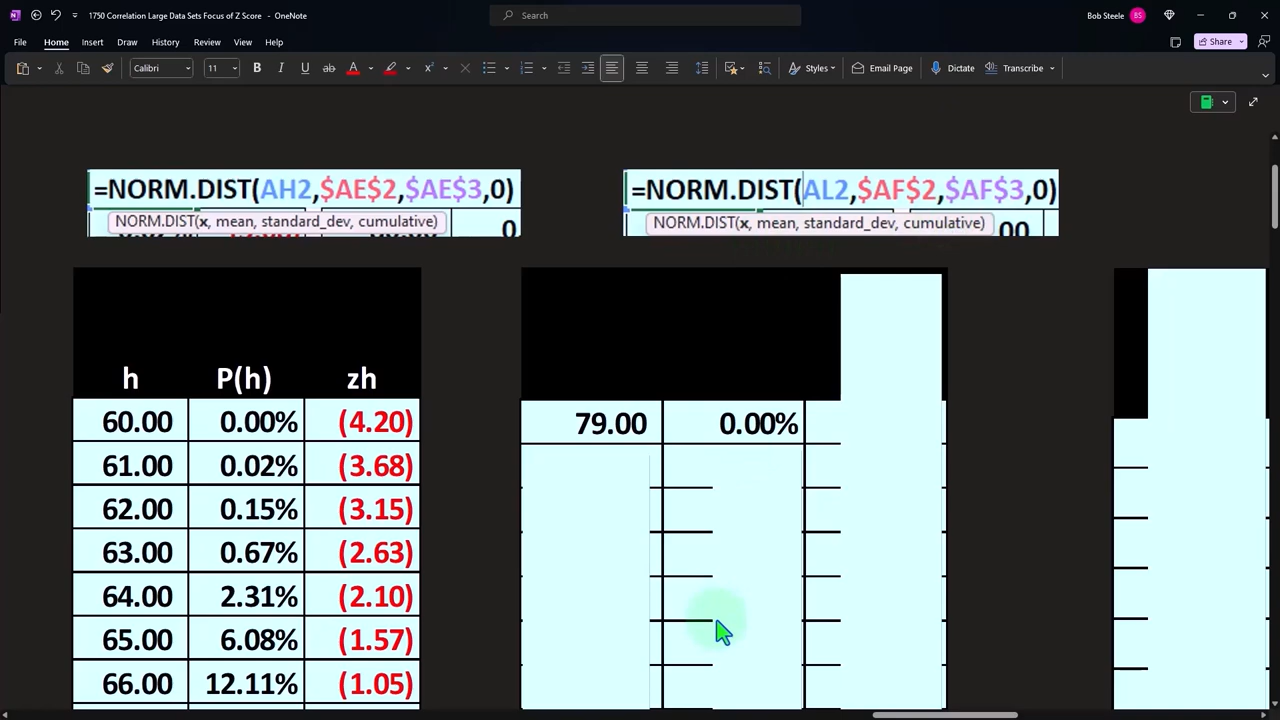 1750 Correlation Large Data Sets Focus of Z Score - OneNote
Search
Bob Steele BS
File Home Insert Draw History Review View Help
Share
Calibri 11 B I U ab A x² Styles Email Page Dictate Transcribe
=NORM.DIST(AH2,$AE$2,$AE$3,0) =NORM.DIST(AL2,$AF$2,$AF$3,0)
NORM.DIST(x, mean, standard_dev, cumulative) 0 NORM.DIST(x, mean, standard_dev, cumulative) 00
h P(h) zh
60.00 0.00% (4.20) 79.00 0.00%
61.00 0.02% (3.68)
62.00 0.15% (3.15)
63.00 0.67% (2.63)
64.00 2.31% (2.10)
65.00 6.08% (1.57)
66.00 12.11% (1.05)